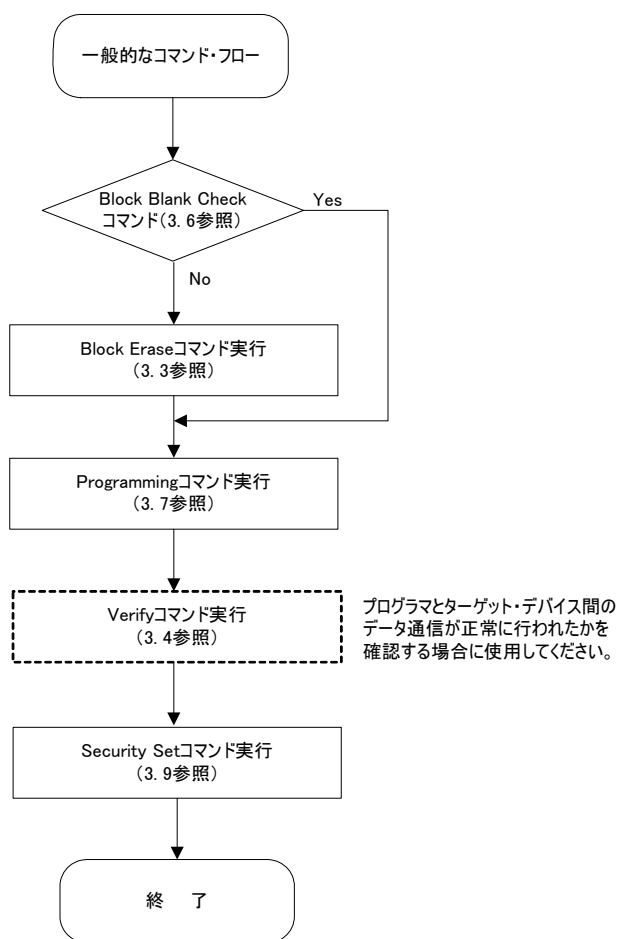 一般的なコマンド・フロー
Block Blank Check
コマンド(3. 6参照)
Yes
No
Block Eraseコマンド実行
(3. 3参照)
Programmingコマンド実行
(3. 7参照)
Verifyコマンド実行
(3. 4参照)
プログラマとターゲット・デバイス間の
データ通信が正常に行われたかを
確認する場合に使用してください。
Security Setコマンド実行
(3. 9参照)
終 了